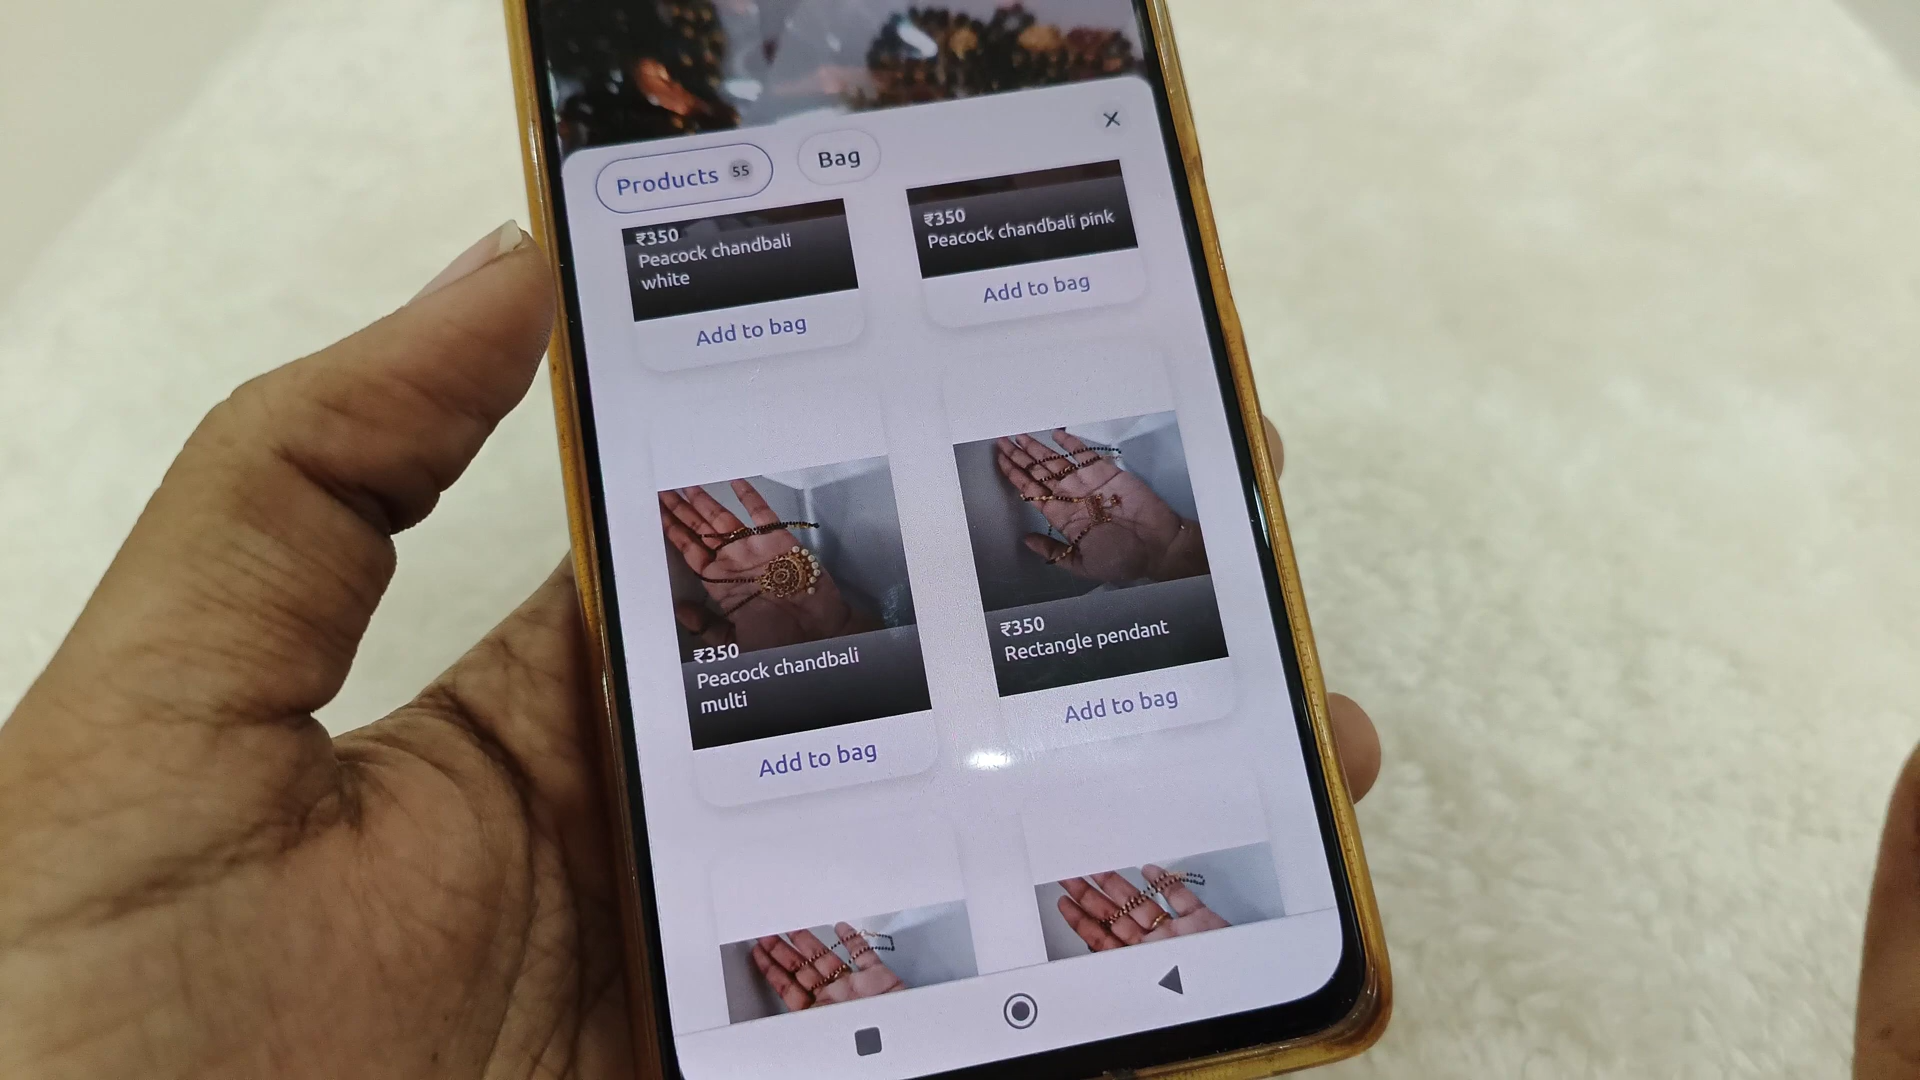 Products 55
Bag
₹350
Peacock chandbali
white
Add to bag
₹350
Peacock chandbali pink
Add to bag
₹350
Peacock chandbali
multi
Add to bag
₹350
Rectangle pendant
Add to bag